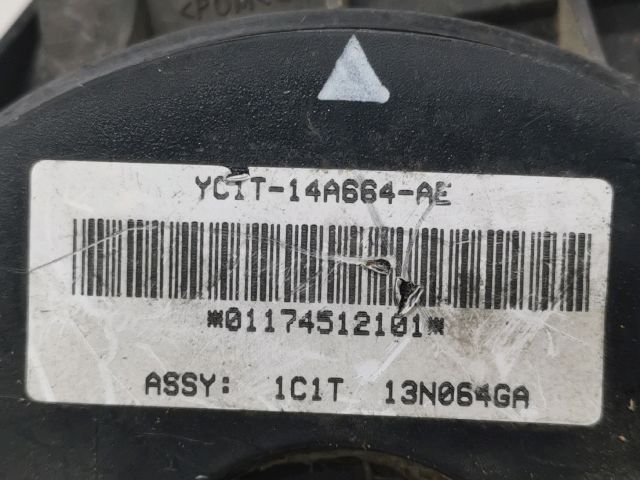 YC1T-14A664-AE
*01174512101*
ASSY: 1C1T 13N064GA